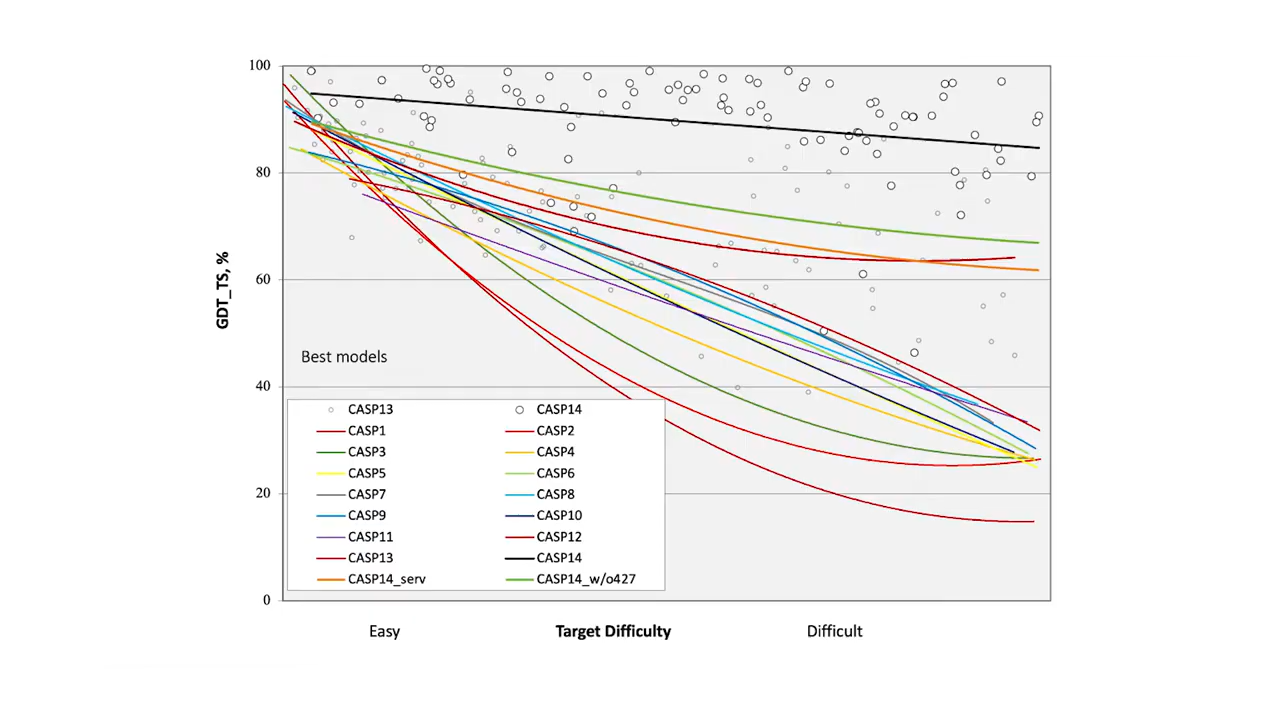 100
80
60
40
20
0
GDT_TS, %
Best models
CASP13 CASP14
CASP1 CASP2
CASP3 CASP4
CASP5 CASP6
CASP7 CASP8
CASP9 CASP10
CASP11 CASP12
CASP13 CASP14
CASP14_serv CASP14_w/o427
Easy Target Difficulty Difficult